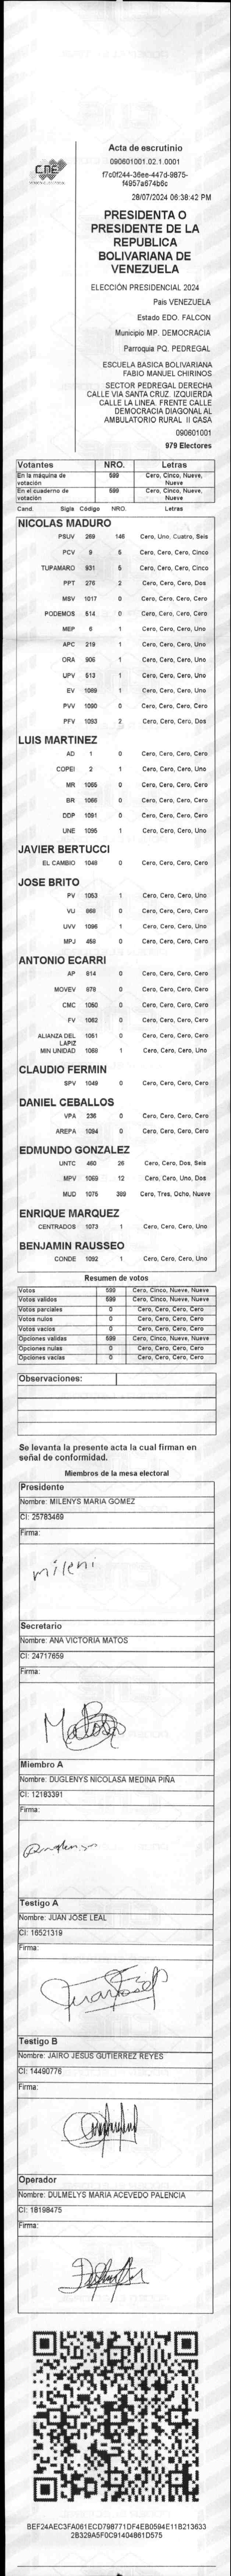 CNE
Acta de escrutinio
090601001.02.1.0001
f7c0f244-36ee-447d-9875-
f4957a674b6c
28/07/2024 06:38:42 PM
PRESIDENTA O
PRESIDENTE DE LA
REPUBLICA
BOLIVARIANA DE
VENEZUELA
ELECCIÓN PRESIDENCIAL 2024
Pais VENEZUELA
Estado EDO. FALCON
Municipio MP. DEMOCRACIA
Parroquia PQ. PEDREGAL
ESCUELA BASICA BOLIVARIANA
FABIO MANUEL CHIRINOS
SECTOR PEDREGAL DERECHA
CALLE VIA SANTA CRUZ. IZQUIERDA
CALLE LA LINEA. FRENTE CALLE
DEMOCRACIA DIAGONAL AL
AMBULATORIO RURAL II CASA
090601001
979 Electores
Votantes NRO. Letras
En la máquina de votación 599 Cero, Cinco, Nueve, Nueve
En el cuaderno de votación 599 Cero, Cinco, Nueve, Nueve
Cand. Sigla Código NRO. Letras
NICOLAS MADURO
PSUV 269 146 Cero, Uno, Cuatro, Seis
PCV 9 5 Cero, Cero, Cero, Cinco
TUPAMARO 931 5 Cero, Cero, Cero, Cinco
PPT 276 2 Cero, Cero, Cero, Dos
MSV 1017 0 Cero, Cero, Cero, Cero
PODEMOS 514 0 Cero, Cero, Cero, Cero
MEP 6 1 Cero, Cero, Cero, Uno
APC 219 1 Cero, Cero, Cero, Uno
ORA 906 1 Cero, Cero, Cero, Uno
UPV 513 1 Cero, Cero, Cero, Uno
EV 1089 1 Cero, Cero, Cero, Uno
PVV 1090 0 Cero, Cero, Cero, Cero
PFV 1093 2 Cero, Cero, Cero, Dos
LUIS MARTINEZ
AD 1 0 Cero, Cero, Cero, Cero
COPEI 2 1 Cero, Cero, Cero, Uno
MR 1065 0 Cero, Cero, Cero, Cero
BR 1066 0 Cero, Cero, Cero, Cero
DDP 1091 0 Cero, Cero, Cero, Cero
UNE 1095 1 Cero, Cero, Cero, Uno
JAVIER BERTUCCI
EL CAMBIO 1048 0 Cero, Cero, Cero, Cero
JOSE BRITO
PV 1053 1 Cero, Cero, Cero, Uno
VU 868 0 Cero, Cero, Cero, Cero
UVV 1096 1 Cero, Cero, Cero, Uno
MPJ 458 0 Cero, Cero, Cero, Cero
ANTONIO ECARRI
AP 914 0 Cero, Cero, Cero, Cero
MOVEV 879 0 Cero, Cero, Cero, Cero
CMC 1050 0 Cero, Cero, Cero, Cero
FV 1062 0 Cero, Cero, Cero, Cero
ALIANZA DEL LAPIZ 1061 0 Cero, Cero, Cero, Cero
MIN UNIDAD 1068 1 Cero, Cero, Cero, Uno
CLAUDIO FERMIN
SPV 1049 0 Cero, Cero, Cero, Cero
DANIEL CEBALLOS
VPA 236 0 Cero, Cero, Cero, Cero
AREPA 1094 0 Cero, Cero, Cero, Cero
EDMUNDO GONZALEZ
UNTC 460 26 Cero, Cero, Dos, Seis
MPV 1069 12 Cero, Cero, Uno, Dos
MUD 1075 389 Cero, Tres, Ocho, Nueve
ENRIQUE MARQUEZ
CENTRADOS 1073 1 Cero, Cero, Cero, Uno
BENJAMIN RAUSSEO
CONDE 1092 1 Cero, Cero, Cero, Uno
Resumen de votos
Votos 599 Cero, Cinco, Nueve, Nueve
Votos validos 599 Cero, Cinco, Nueve, Nueve
Votos parciales 0 Cero, Cero, Cero, Cero
Votos nulos 0 Cero, Cero, Cero, Cero
Votos vacios 0 Cero, Cero, Cero, Cero
Opciones validas 599 Cero, Cinco, Nueve, Nueve
Opciones nulas 0 Cero, Cero, Cero, Cero
Opciones vacías 0 Cero, Cero, Cero, Cero
Observaciones:
Se levanta la presente acta la cual firman en
señal de conformidad.
Miembros de la mesa electoral
Presidente
Nombre: MILENYS MARIA GOMEZ
CI: 25783469
Firma:
mileni
Secretario
Nombre: ANA VICTORIA MATOS
CI: 24717659
Firma:
Matos
Miembro A
Nombre: DUGLENYS NICOLASA MEDINA PIÑA
CI: 12183391
Firma:
Testigo A
Nombre: JUAN JOSE LEAL
CI: 16521319
Firma:
Testigo B
Nombre: JAIRO JESUS GUTIERREZ REYES
CI: 14490776
Firma:
Operador
Nombre: DULMELYS MARIA ACEVEDO PALENCIA
CI: 18198475
Firma:
BEF24AEC3FA061ECD798771DF4EB0594E11B213633
2B329A5F0C91404861D575